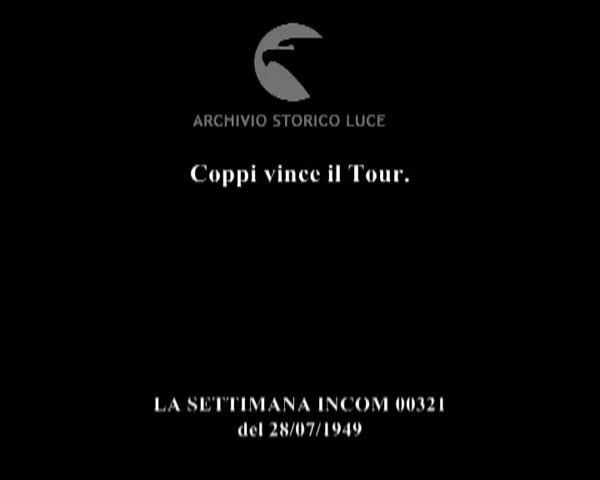 ARCHIVIO STORICO LUCE
Coppi vince il Tour.
LA SETTIMANA INCOM 00321
del 28/07/1949